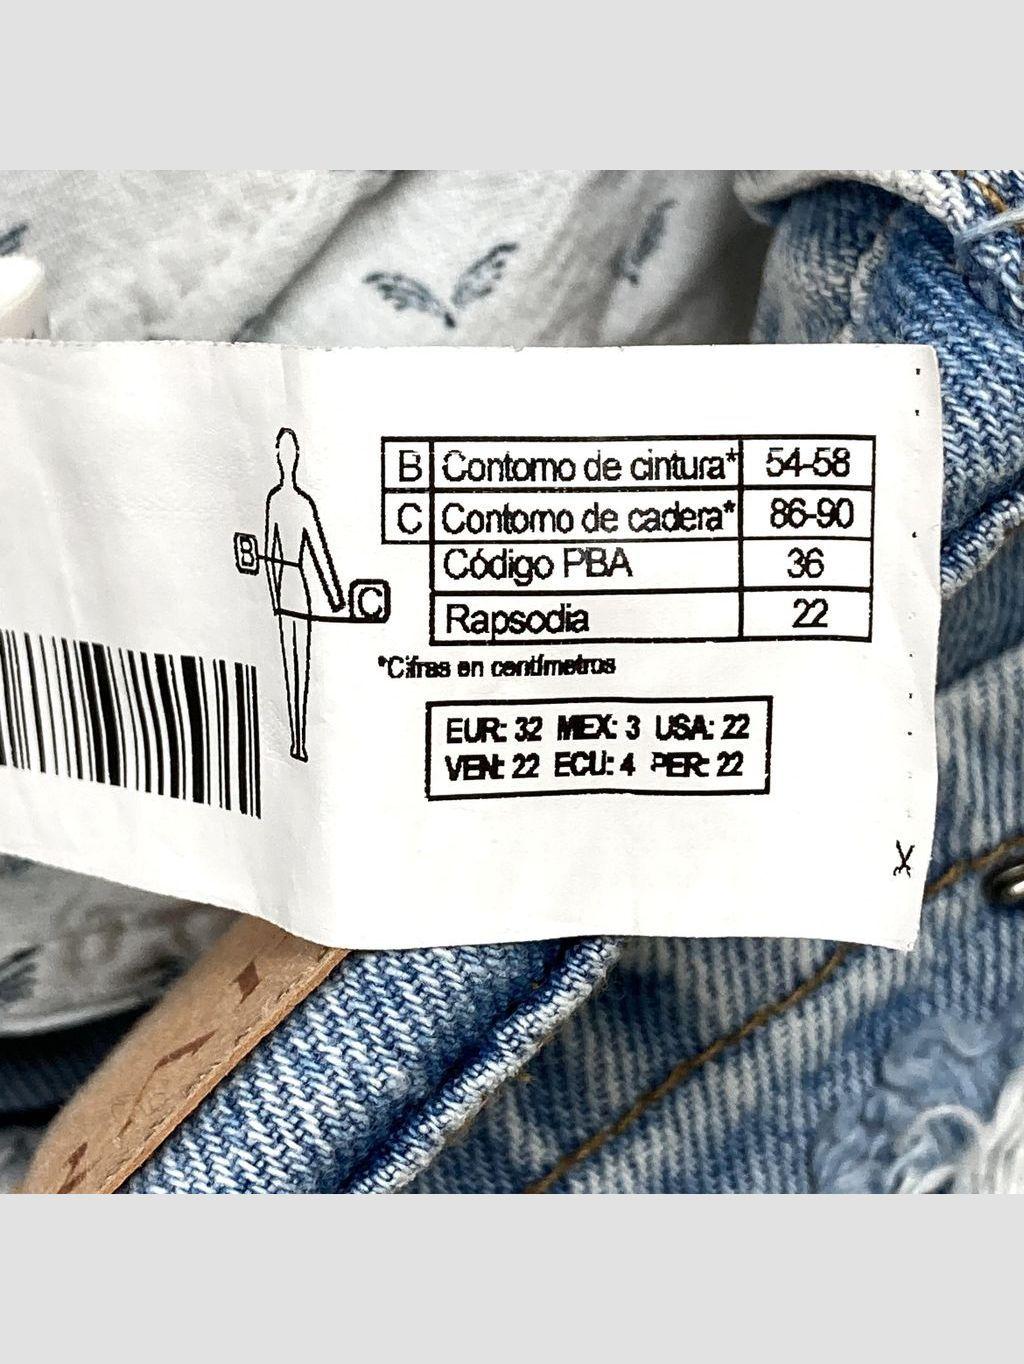 B Contorno de cintura* 54-58
C Contorno de cadera* 86-90
Código PBA 36
Rapsodia 22
*Cifras en centímetros
EUR: 32 MEX: 3 USA: 22
VEN: 22 ECU: 4 PER: 22
B
C